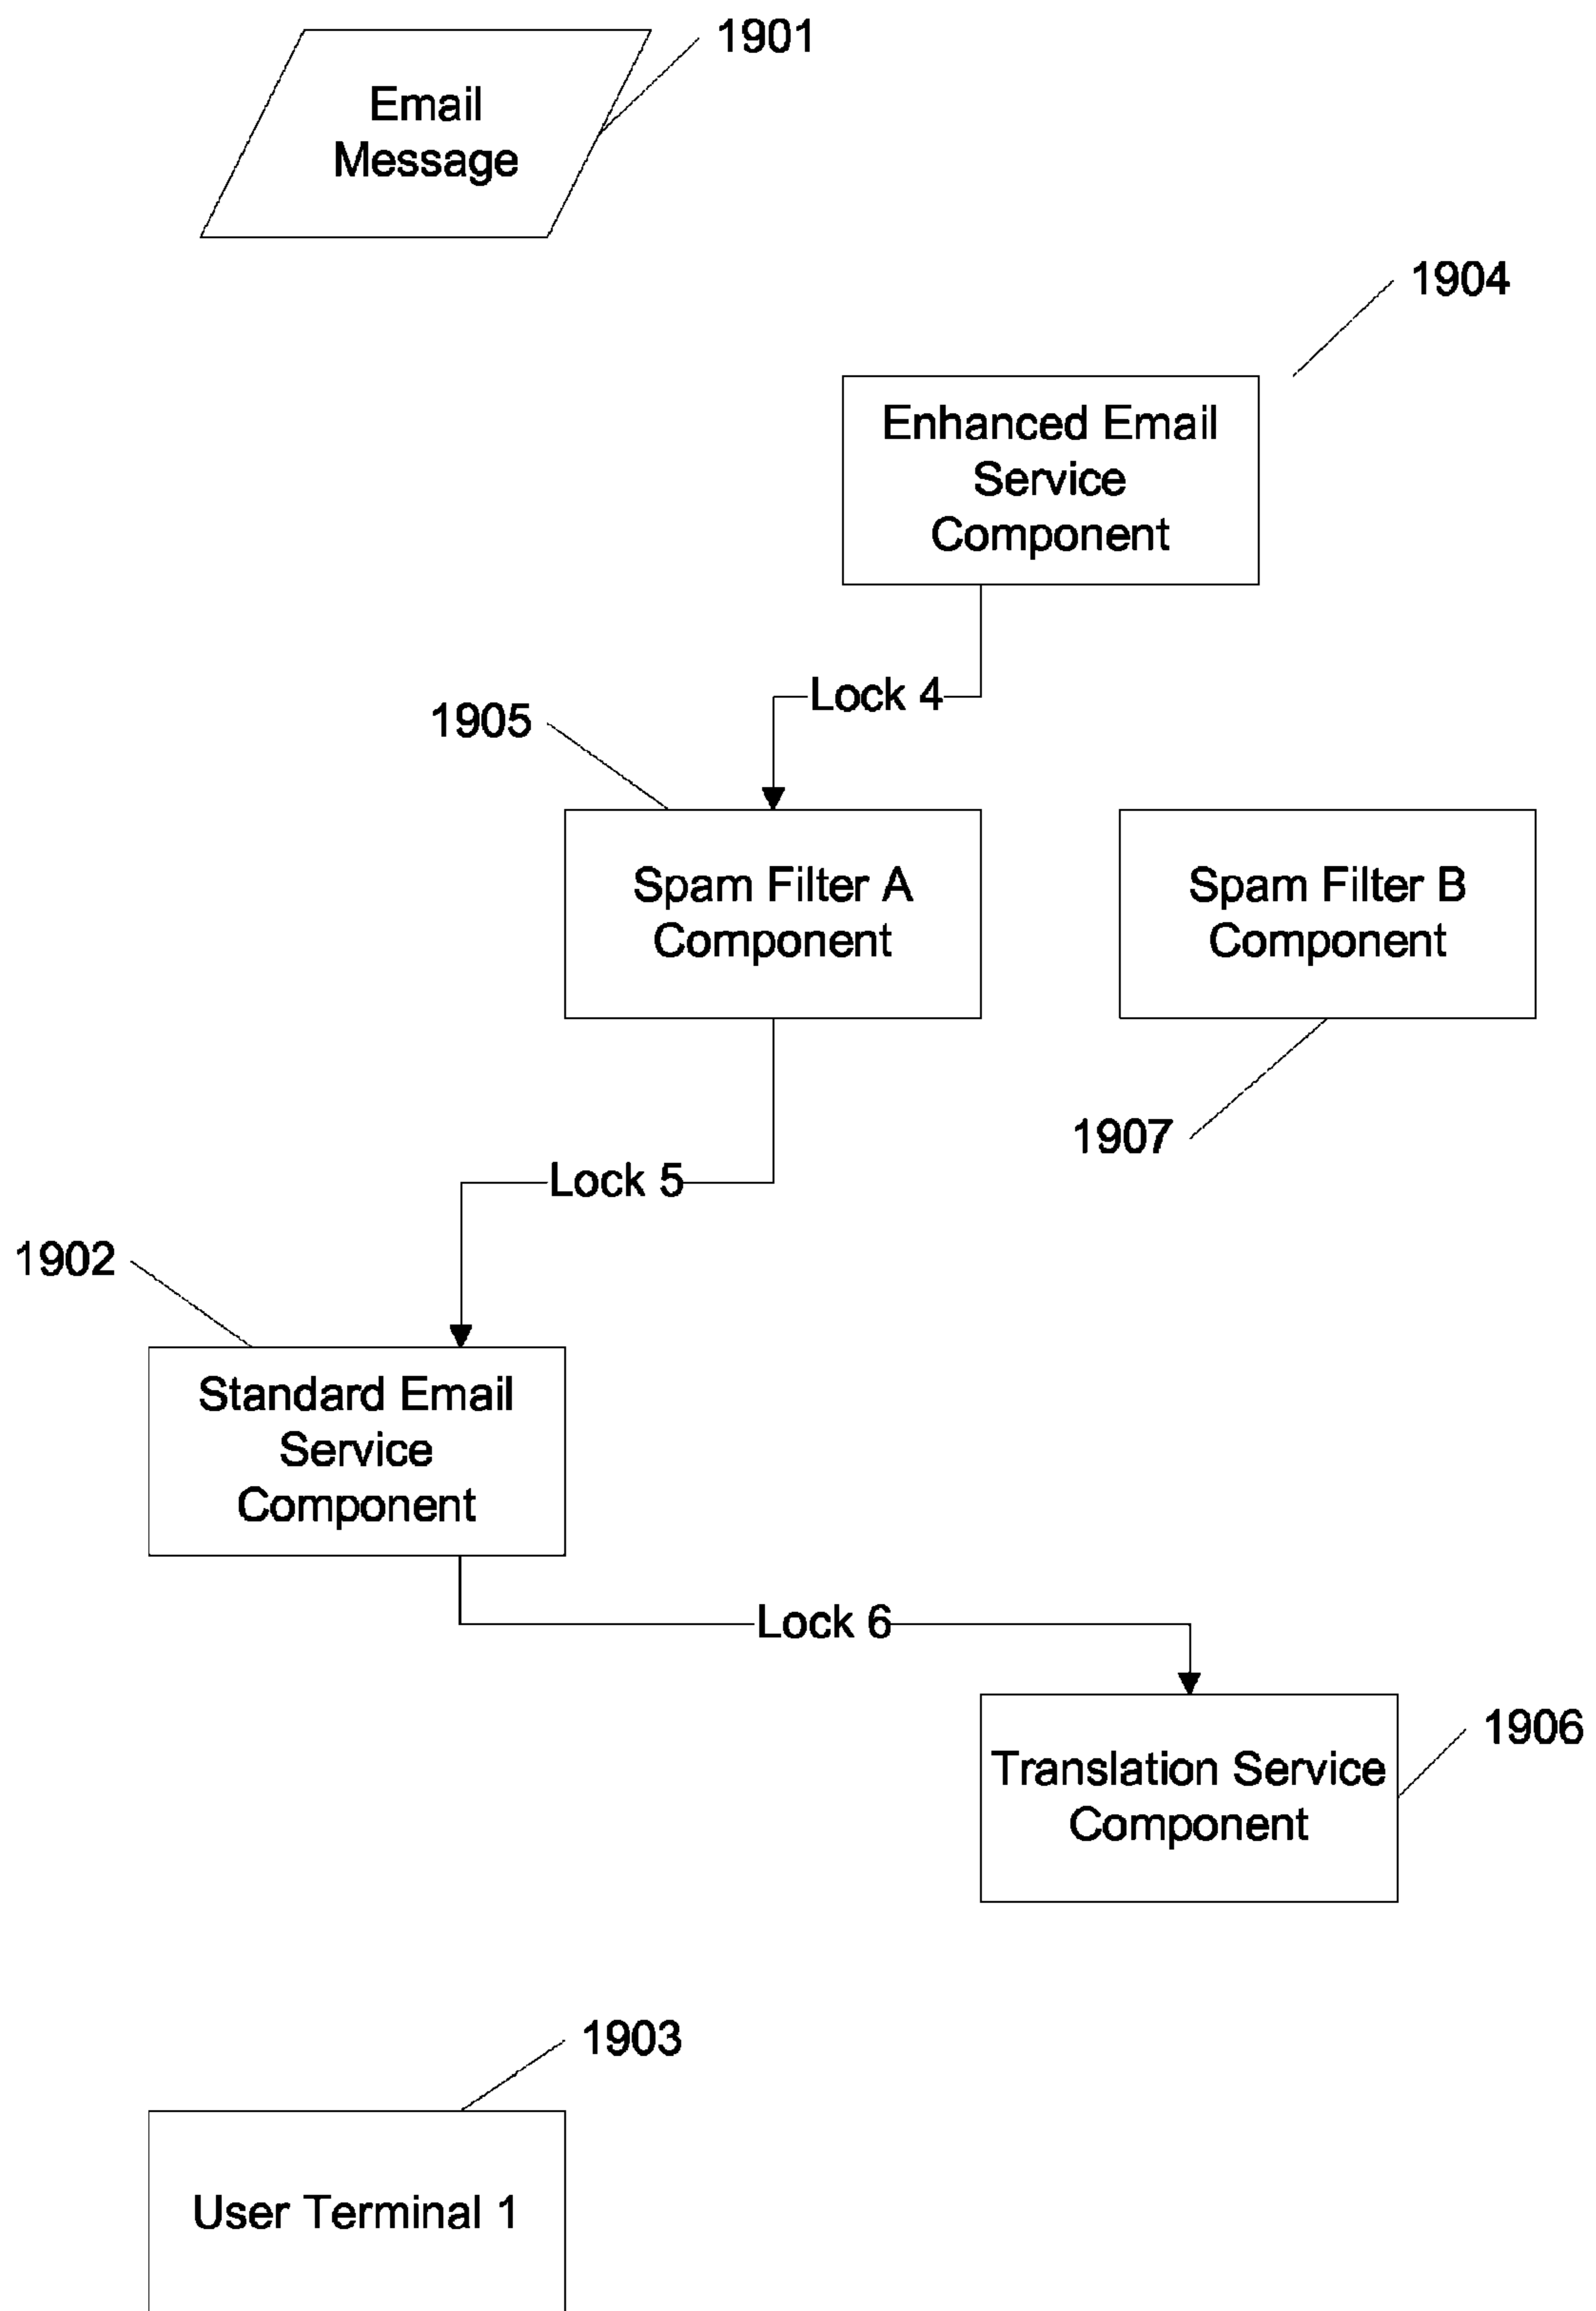 1901
Email
Message
1904
Enhanced Email
Service
Component
Lock 4
1905
Spam Filter A
Component
Spam Filter B
Component
1907
Lock 5
1902
Standard Email
Service
Component
Lock 6
1906
Translation Service
Component
1903
User Terminal 1